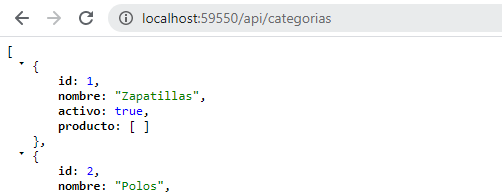 localhost:59550/api/categorias
[
{
id: 1,
nombre: "Zapatillas",
activo: true,
producto: [ ]
},
{
id: 2,
nombre: "Polos",